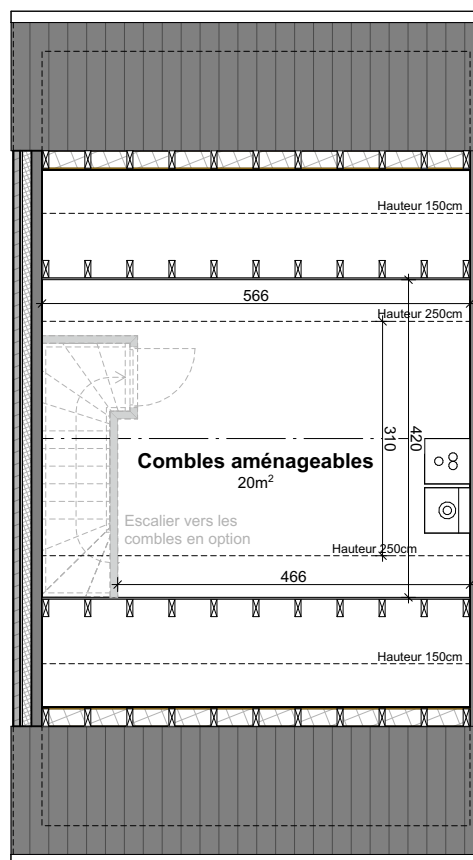 Hauteur 150cm
566
Hauteur 250cm
310
420
Combles aménageables
20m²
Escalier vers les
combles en option
Hauteur 250cm
466
Hauteur 150cm